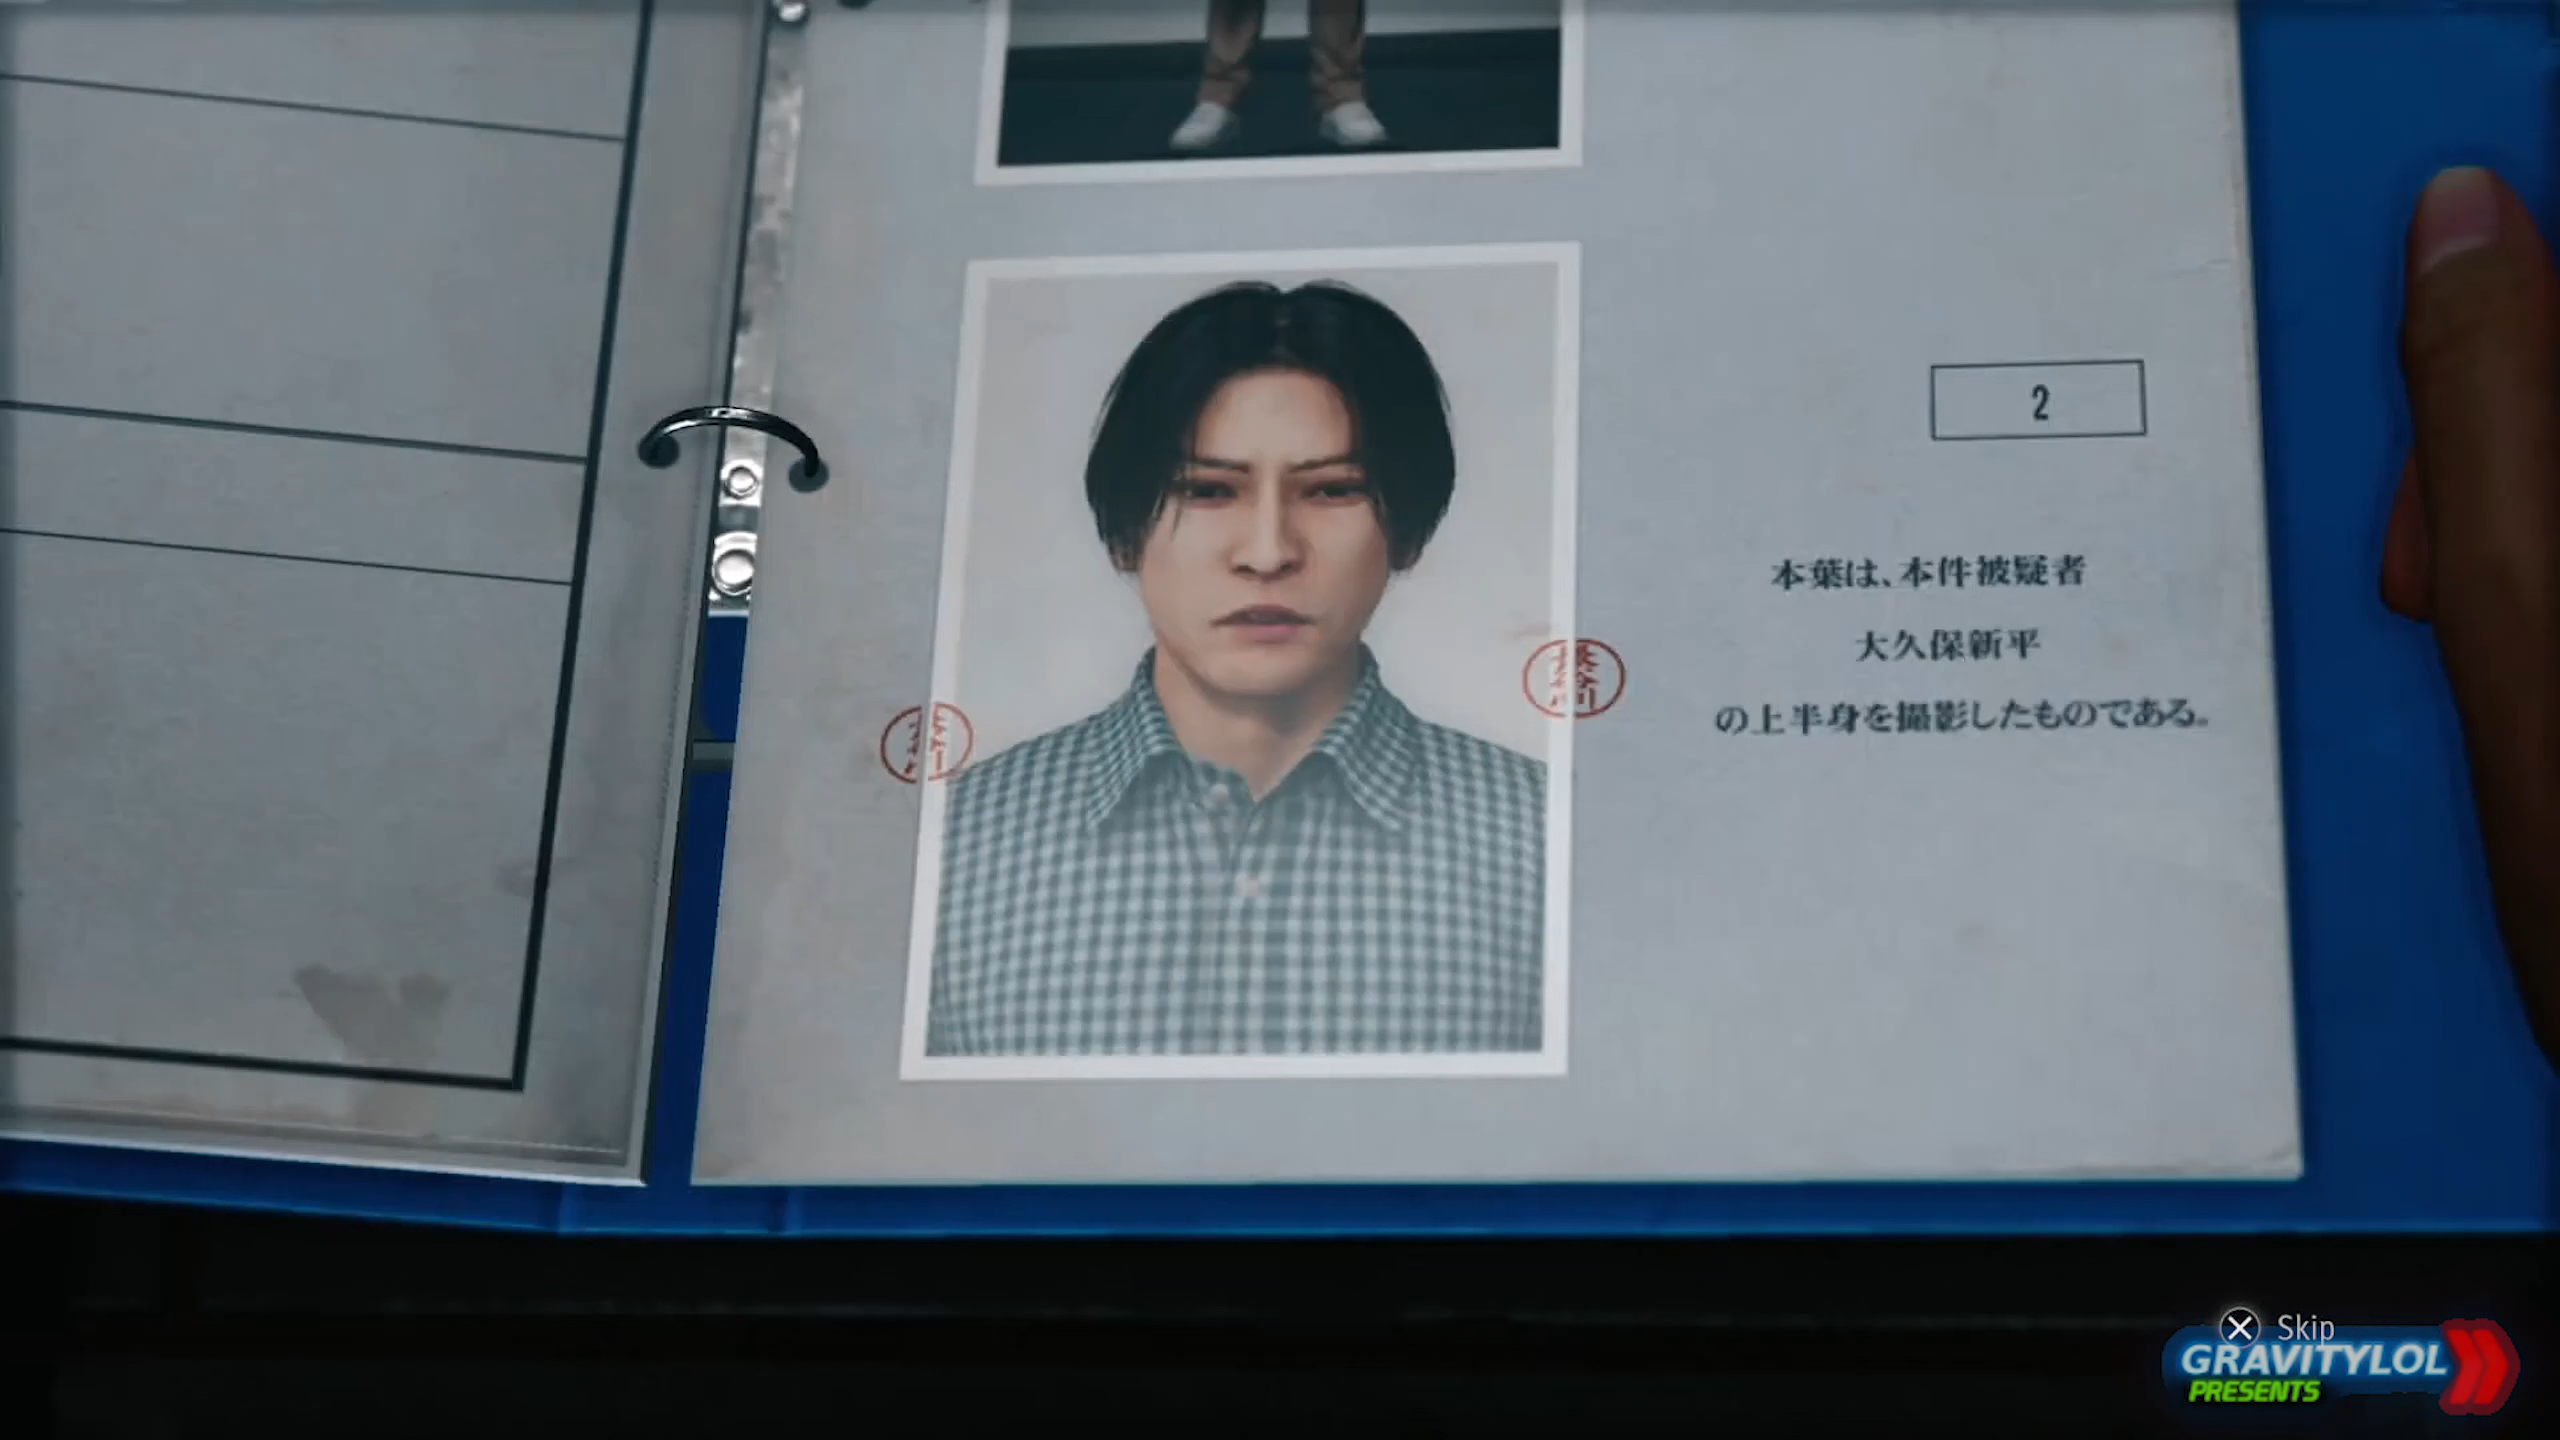 2
本葉は、本件被疑者
大久保新平
の上半身を撮影したものである。
Skip
GRAVITYLOL
PRESENTS